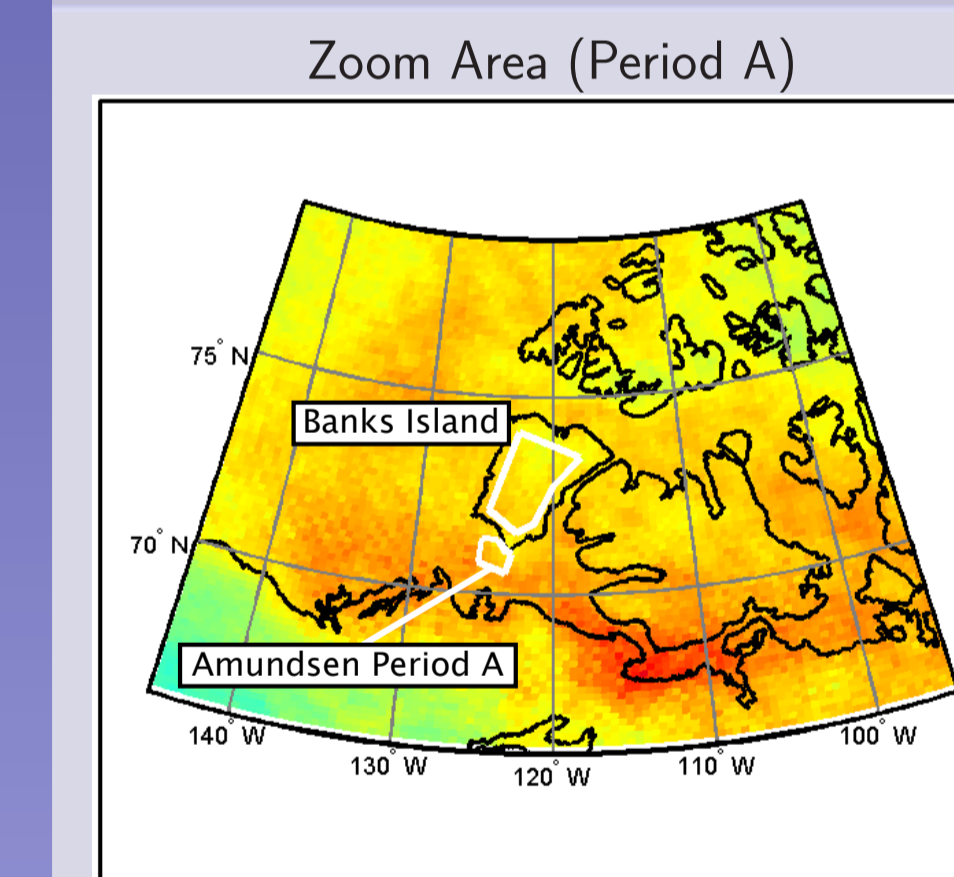 Zoom Area (Period A)
75° N
Banks Island
70° N
Amundsen Period A
140° W
130° W
120° W
110° W
100° W